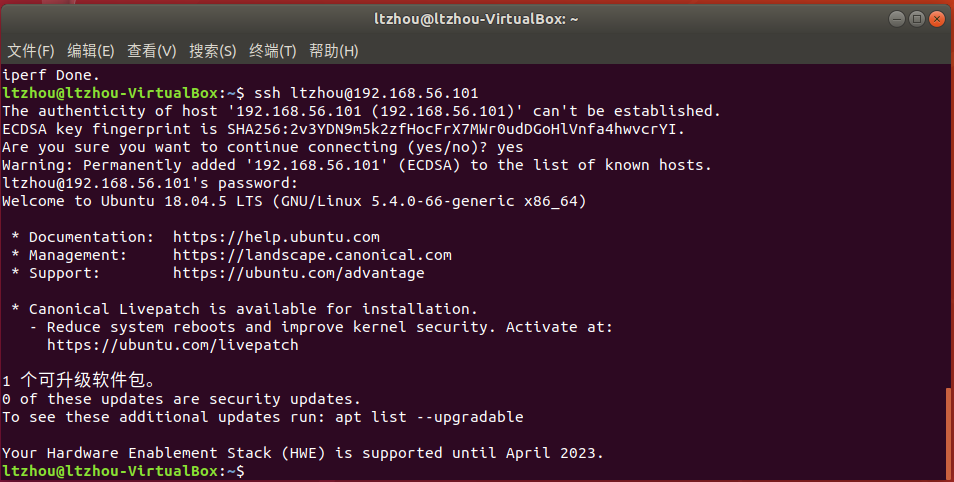 ltzhou@ltzhou-VirtualBox: ~
文件(F) 编辑(E) 查看(V) 搜索(S) 终端(T) 帮助(H)
iperf Done.
ltzhou@ltzhou-VirtualBox:~$ ssh ltzhou@192.168.56.101
The authenticity of host '192.168.56.101 (192.168.56.101)' can't be established.
ECDSA key fingerprint is SHA256:2v3YDN9m5k2zfHocFrX7MWr0udDGoHlVnfa4hwvcrYI.
Are you sure you want to continue connecting (yes/no)? yes
Warning: Permanently added '192.168.56.101' (ECDSA) to the list of known hosts.
ltzhou@192.168.56.101's password:
Welcome to Ubuntu 18.04.5 LTS (GNU/Linux 5.4.0-66-generic x86_64)
* Documentation:  https://help.ubuntu.com
* Management:     https://landscape.canonical.com
* Support:        https://ubuntu.com/advantage
* Canonical Livepatch is available for installation.
- Reduce system reboots and improve kernel security. Activate at:
https://ubuntu.com/livepatch
1 个可升级软件包。
0 of these updates are security updates.
To see these additional updates run: apt list --upgradable
Your Hardware Enablement Stack (HWE) is supported until April 2023.
ltzhou@ltzhou-VirtualBox:~$